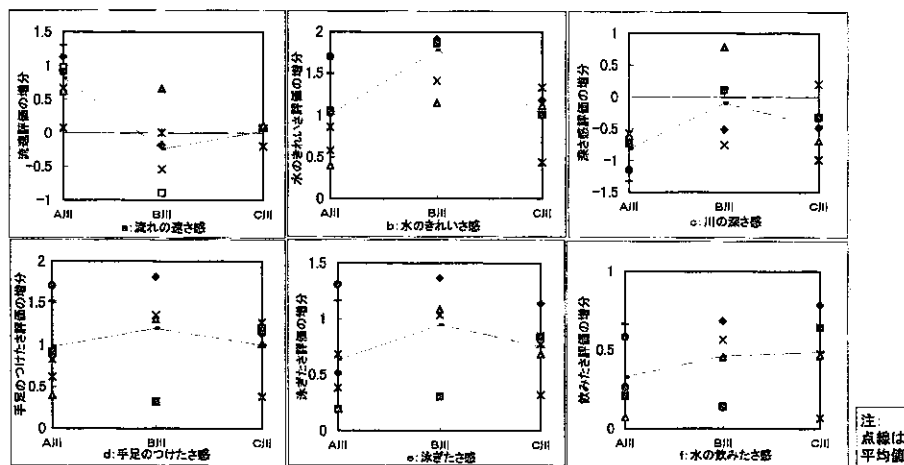 流速評価の増分
1.5
1
0.5
0
-0.5
-1
A川
B川
C川
a:流れの速さ感
水のきれいさ評価の増分
2
1.5
1
0.5
0
A川
B川
C川
b:水のきれいさ感
深さ感評価の増分
1
0.5
0
-0.5
-1
-1.5
A川
B川
C川
c:川の深さ感
手足のつけたさ評価の増分
2
1.5
1
0.5
0
A川
B川
C川
d:手足のつけたさ感
泳ぎたさ評価の増分
1.5
1
0.5
0
A川
B川
C川
e:泳ぎたさ感
飲みたさ評価の増分
1
0.5
0
A川
B川
C川
f:水の飲みたさ感
注:
点線は
平均値